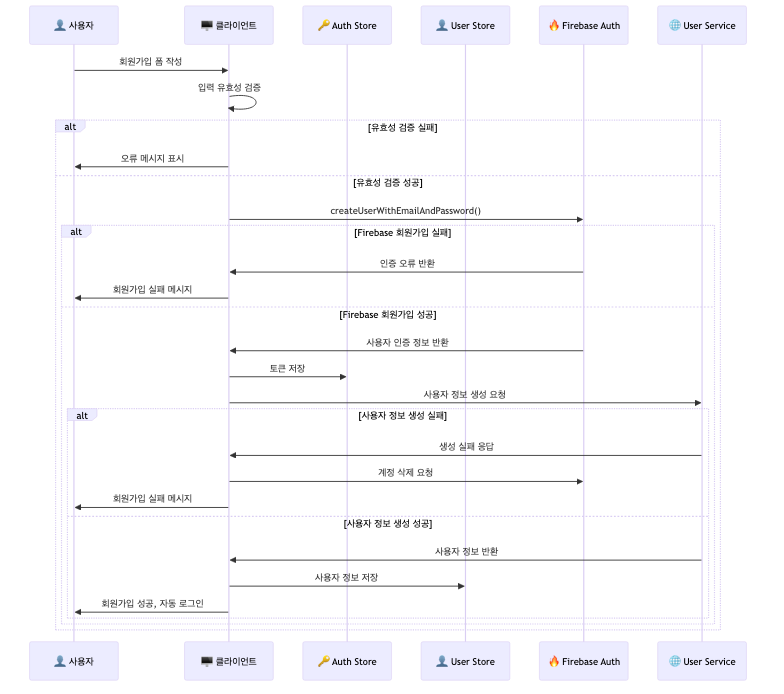 👤 사용자
🖥️ 클라이언트
🔑 Auth Store
👤 User Store
🔥 Firebase Auth
🌐 User Service
회원가입 폼 작성
입력 유효성 검증
alt
[유효성 검증 실패]
오류 메시지 표시
[유효성 검증 성공]
createUserWithEmailAndPassword()
alt
[Firebase 회원가입 실패]
인증 오류 반환
회원가입 실패 메시지
[Firebase 회원가입 성공]
사용자 인증 정보 반환
토큰 저장
사용자 정보 생성 요청
alt
[사용자 정보 생성 실패]
생성 실패 응답
계정 삭제 요청
회원가입 실패 메시지
[사용자 정보 생성 성공]
사용자 정보 반환
사용자 정보 저장
회원가입 성공, 자동 로그인
👤 사용자
🖥️ 클라이언트
🔑 Auth Store
👤 User Store
🔥 Firebase Auth
🌐 User Service